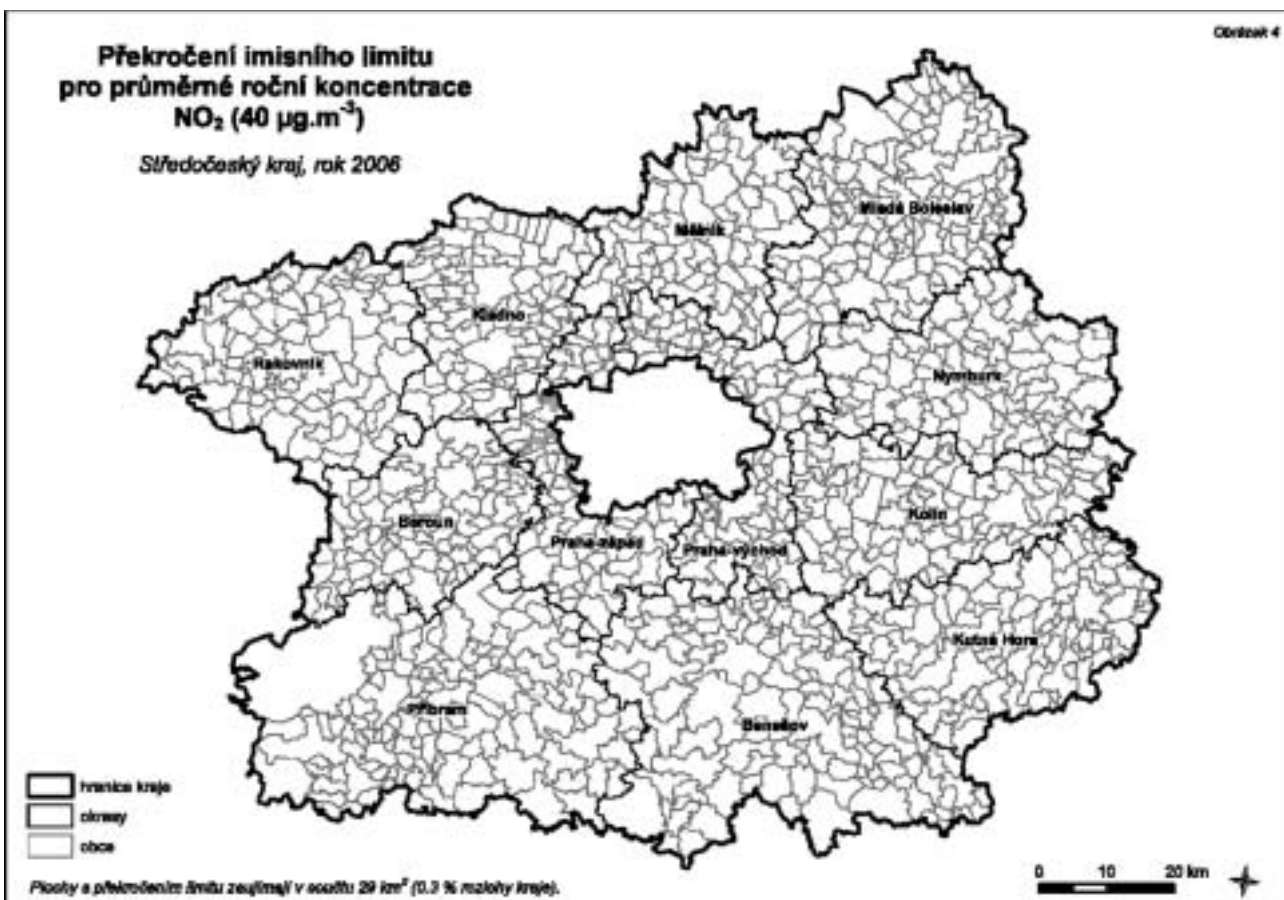 Obrázek 4
Překročení imisního limitu
pro průměrné roční koncentrace
NO₂ (40 µg.m⁻³)
Středočeský kraj, rok 2006
Mladá Boleslav
Mělník
Kladno
Rakovník
Nymburk
Beroun
Kolín
Praha-západ
Praha-východ
Kutná Hora
Příbram
Benešov
hranice kraje
okresy
obce
0 10 20 km
Plochy s překročením limitu zaujímají v součtu 29 km² (0.3 % rozlohy kraje).